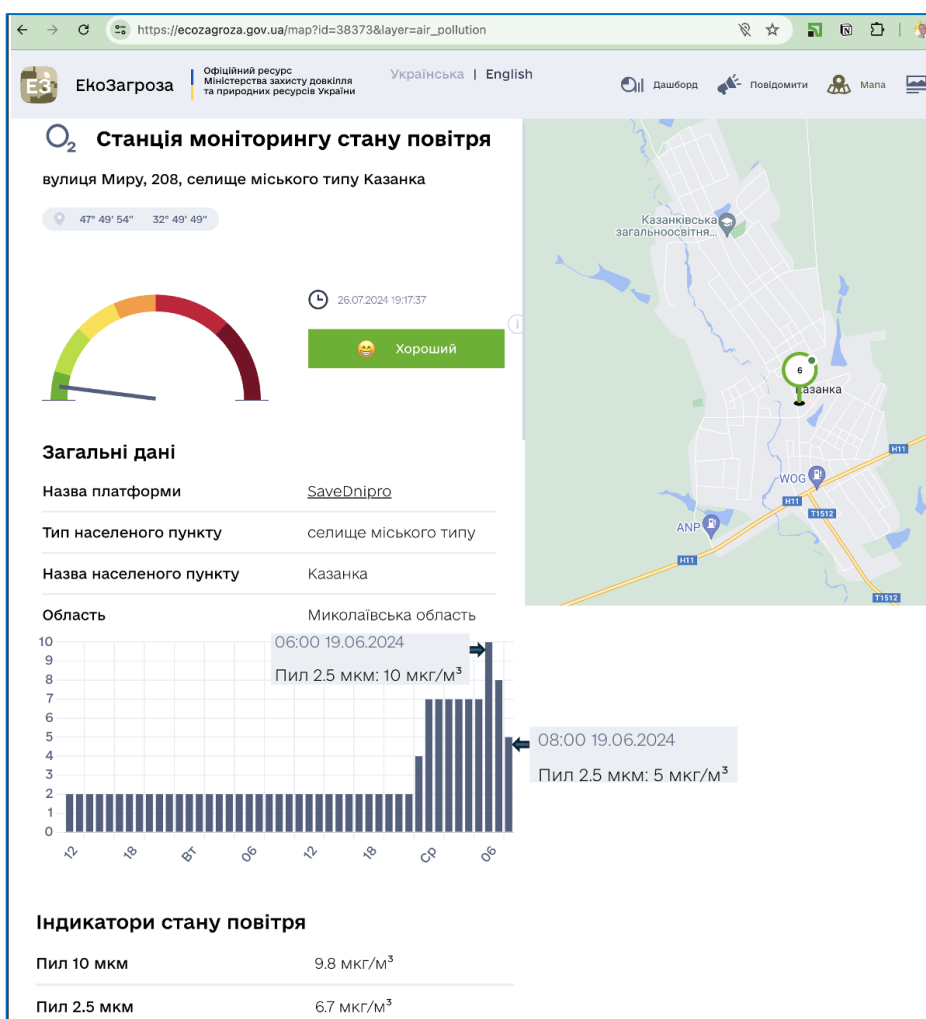 https://ecozagroza.gov.ua/map?id=38373&layer=air_pollution
ЕЗ
ЕкоЗагроза
Офіційний ресурс
Міністерства захисту довкілля
та природних ресурсів України
Українська | English
Дашборд
Повідомити
Мапа
O₂ Станція моніторингу стану повітря
вулиця Миру, 208, селище міського типу Казанка
47° 49' 54" 32° 49' 49"
26.07.2024 19:17:37
Хороший
Казанківська
загальноосвітня...
6
Казанка
H11
WOG
H11
T1512
ANP
H11
T1512
Загальні дані
Назва платформи SaveDnipro
Тип населеного пункту селище міського типу
Назва населеного пункту Казанка
Область Миколаївська область
10
9
8
7
6
5
4
3
2
1
0
06:00 19.06.2024
Пил 2.5 мкм: 10 мкг/м³
08:00 19.06.2024
Пил 2.5 мкм: 5 мкг/м³
12 18 Вт 06 12 18 Ср 06
Індикатори стану повітря
Пил 10 мкм 9.8 мкг/м³
Пил 2.5 мкм 6.7 мкг/м³